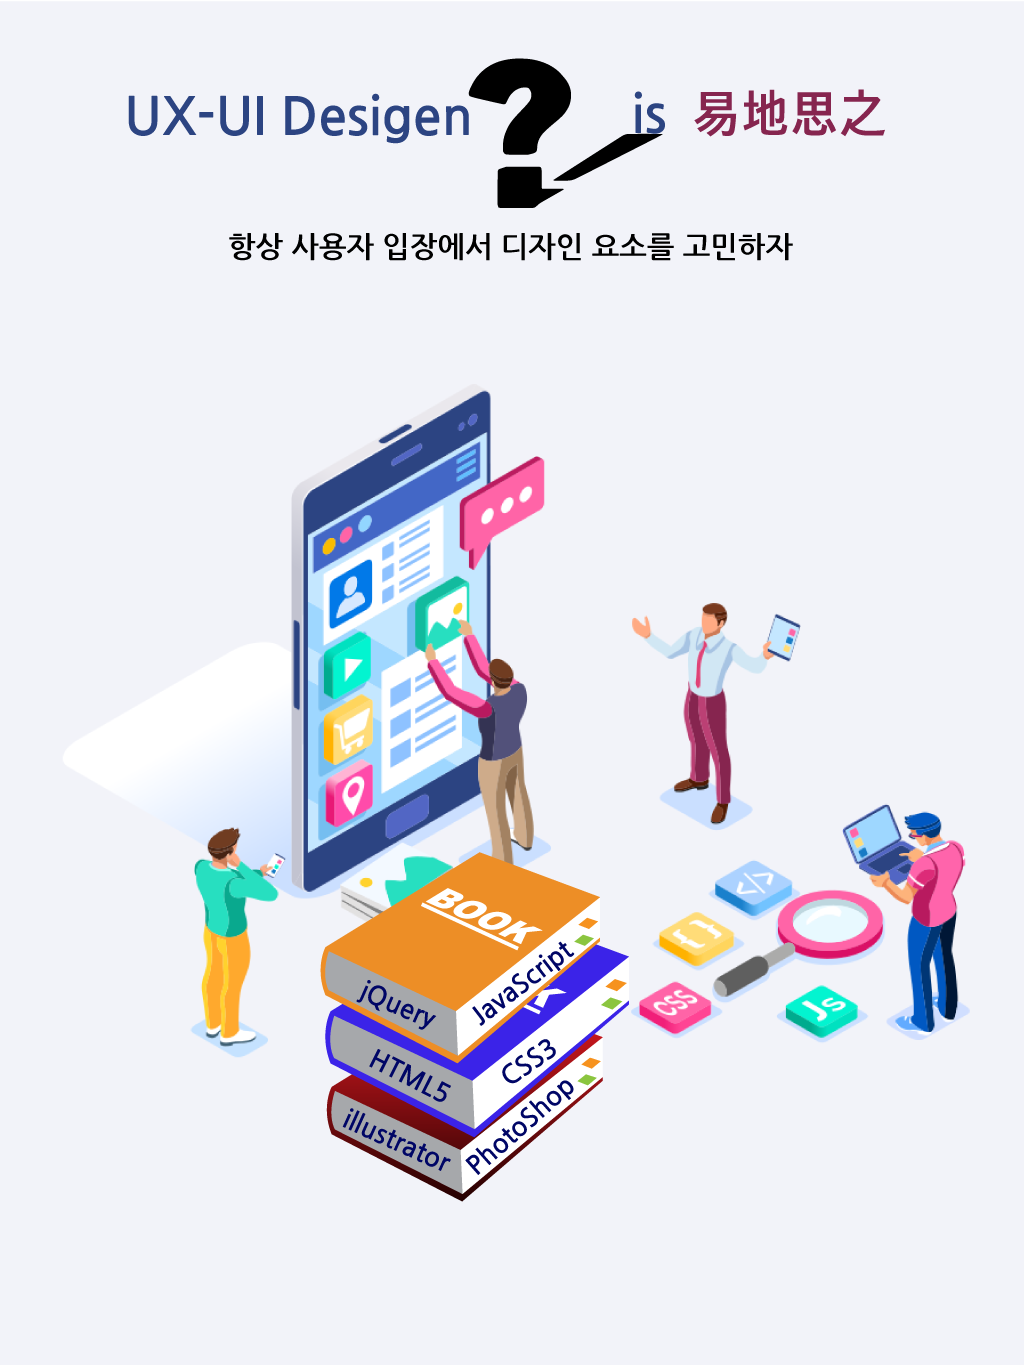 UX-UI Desigen ? is 易地思之
항상 사용자 입장에서 디자인 요소를 고민하자
</>
{ }
CSS
Js
BOOK
jQuery
JavaScript
K
HTML5
CSS3
illustrator
PhotoShop